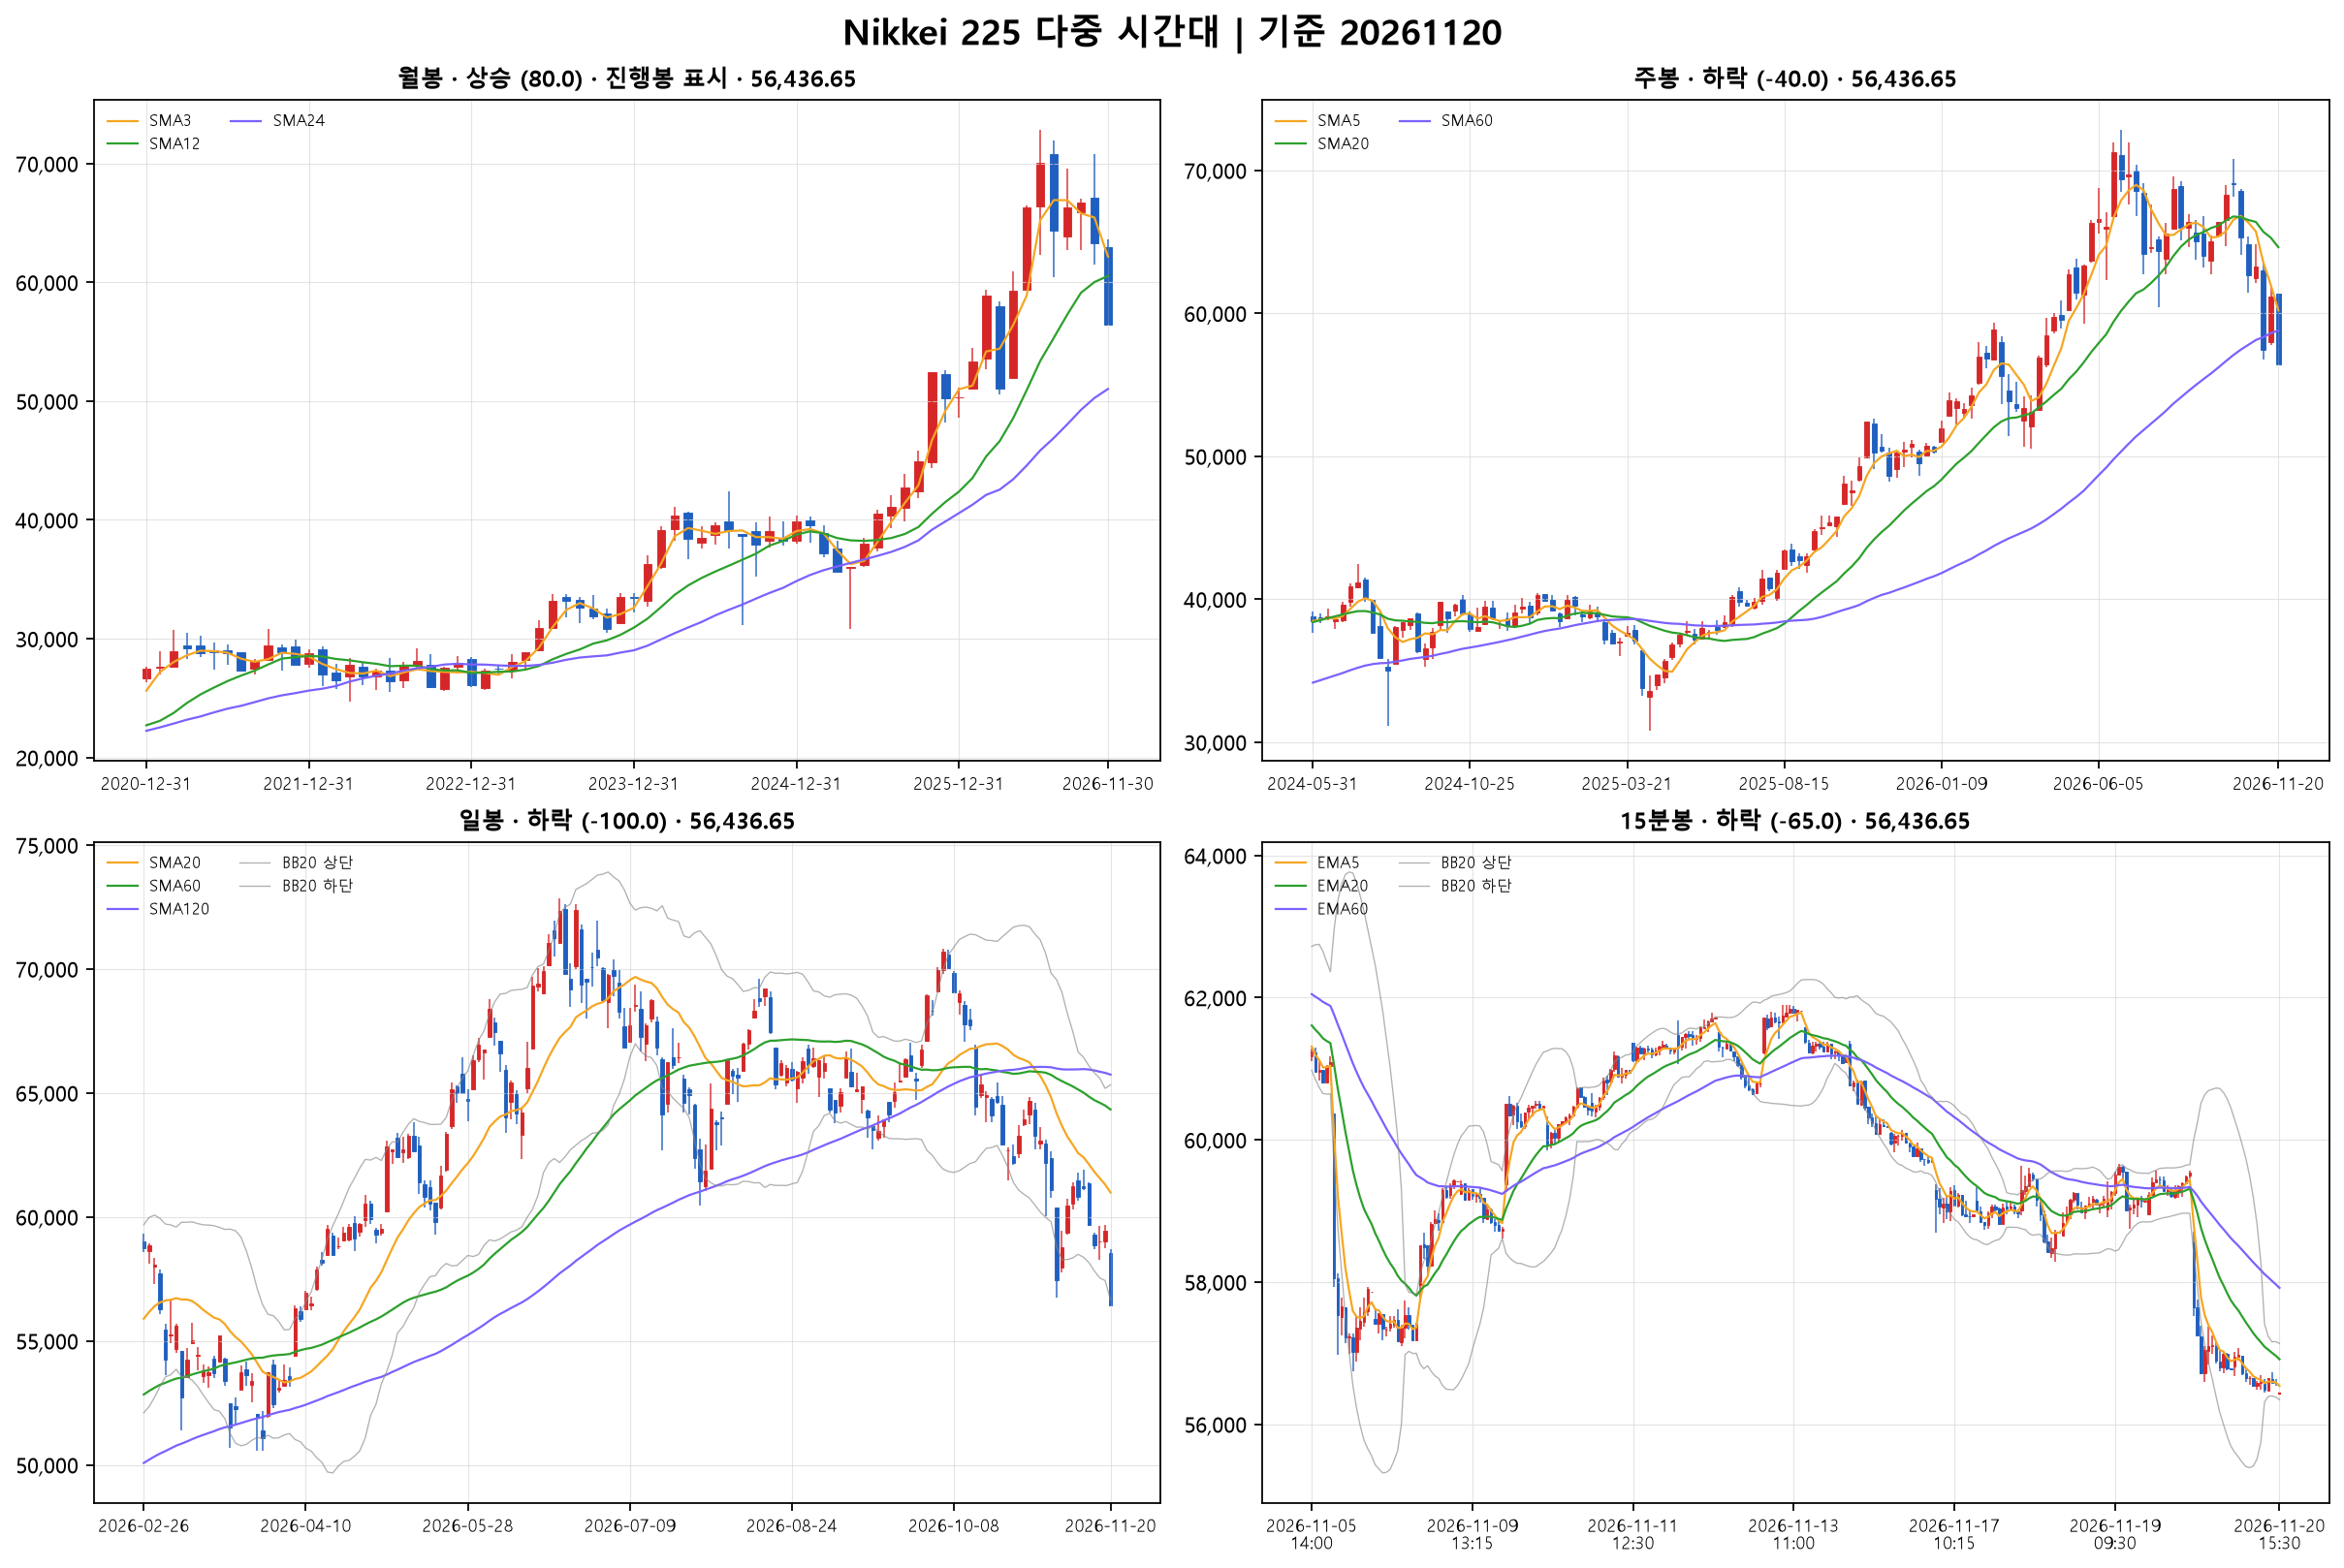 Nikkei 225 다중 시간대 | 기준 20261120
월봉 · 상승 (80.0) · 진행봉 표시 · 56,436.65
SMA3
SMA12
SMA24
70,000
60,000
50,000
40,000
30,000
20,000
2020-12-31
2021-12-31
2022-12-31
2023-12-31
2024-12-31
2025-12-31
2026-11-30
주봉 · 하락 (-40.0) · 56,436.65
SMA5
SMA20
SMA60
70,000
60,000
50,000
40,000
30,000
2024-05-31
2024-10-25
2025-03-21
2025-08-15
2026-01-09
2026-06-05
2026-11-20
일봉 · 하락 (-100.0) · 56,436.65
SMA20
SMA60
SMA120
BB20 상단
BB20 하단
75,000
70,000
65,000
60,000
55,000
50,000
2026-02-26
2026-04-10
2026-05-28
2026-07-09
2026-08-24
2026-10-08
2026-11-20
15분봉 · 하락 (-65.0) · 56,436.65
EMA5
EMA20
EMA60
BB20 상단
BB20 하단
64,000
62,000
60,000
58,000
56,000
2026-11-05
14:00
2026-11-09
13:15
2026-11-11
12:30
2026-11-13
11:00
2026-11-17
10:15
2026-11-19
09:30
2026-11-20
15:30